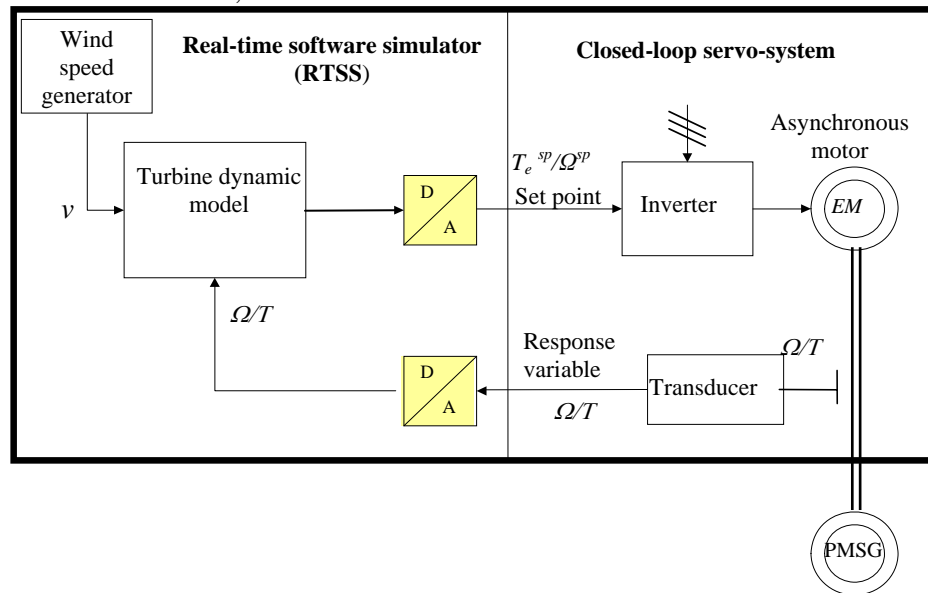 Wind
speed
generator
Real-time software simulator
(RTSS)
Closed-loop servo-system
Asynchronous
motor
v
Turbine dynamic
model
D
A
T_e^sp/Ω^sp
Set point
Inverter
EM
Ω/T
D
A
Response
variable
Ω/T
Transducer
Ω/T
PMSG